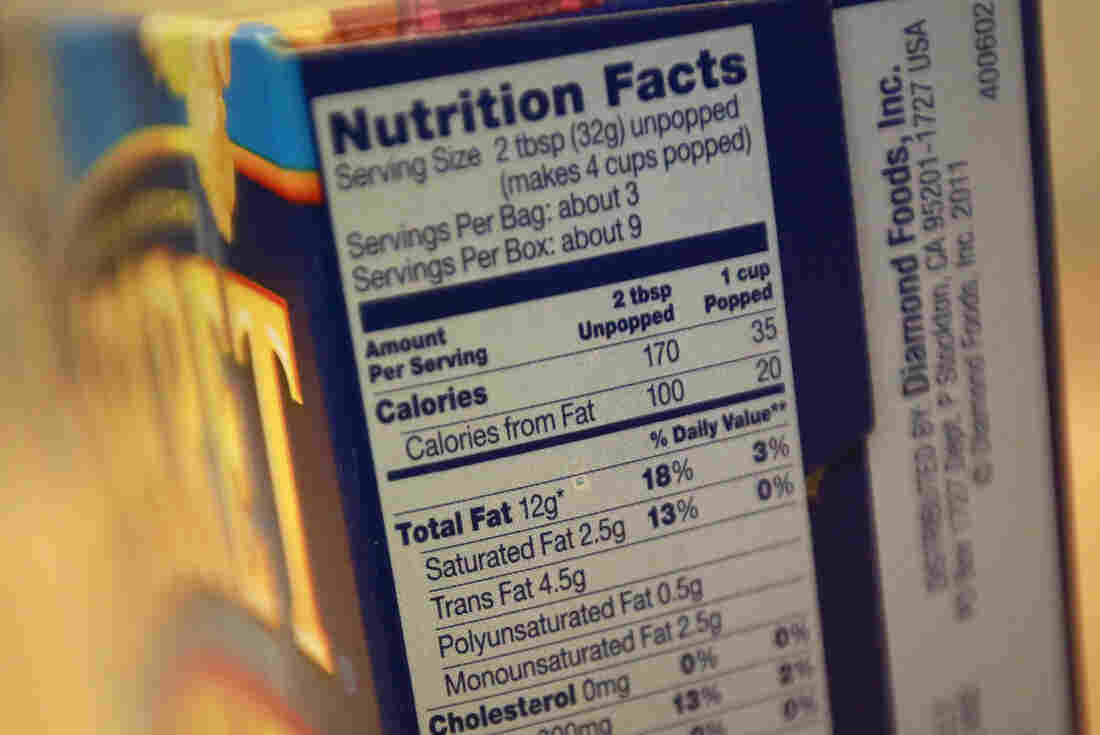 Nutrition Facts
Serving Size 2 tbsp (32g) unpopped
(makes 4 cups popped)
Servings Per Bag: about 3
Servings Per Box: about 9
Amount Per Serving 2 tbsp Unpopped 1 cup Popped
Calories 170 35
Calories from Fat 100 20
% Daily Value**
Total Fat 12g* 18% 3%
Saturated Fat 2.5g 13% 0%
Trans Fat 4.5g
Polyunsaturated Fat 0.5g
Monounsaturated Fat 2.5g
Cholesterol 0mg 0% 0%
13% 2%
0%
DISTRIBUTED BY Diamond Foods, Inc.
PO Box 1727 Dept. P Stockton, CA 95201-1727 USA
© Diamond Foods, Inc. 2011
400602